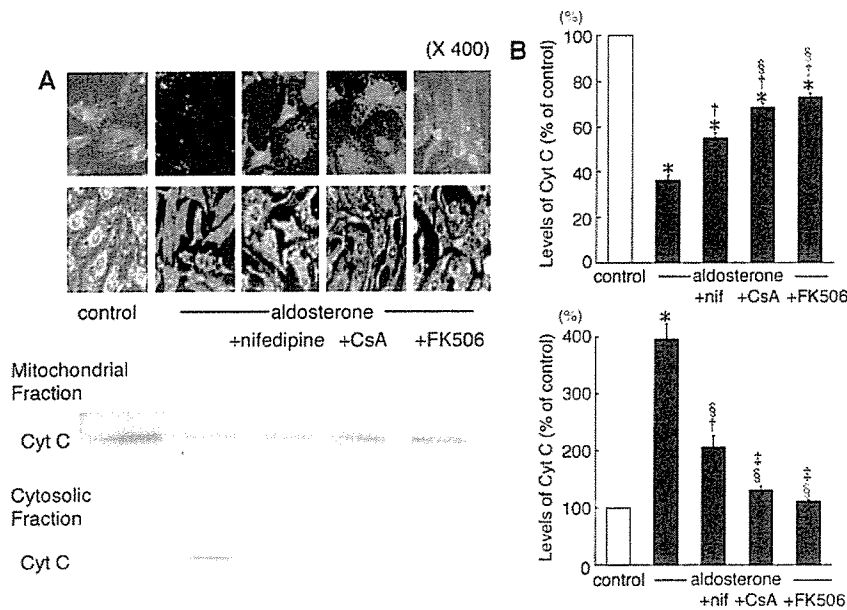 (X 400)
A
control
aldosterone
+nifedipine +CsA +FK506
Mitochondrial
Fraction
Cyt C
Cytosolic
Fraction
Cyt C
B
(%)
Levels of Cyt C (% of control)
100
80
60
40
20
0
*
†
*
§
†
*
§
*
control
aldosterone
+nif +CsA +FK506
(%)
Levels of Cyt C (% of control)
400
300
200
100
0
*
§
†
‡
§
‡
§
control
aldosterone
+nif +CsA +FK506